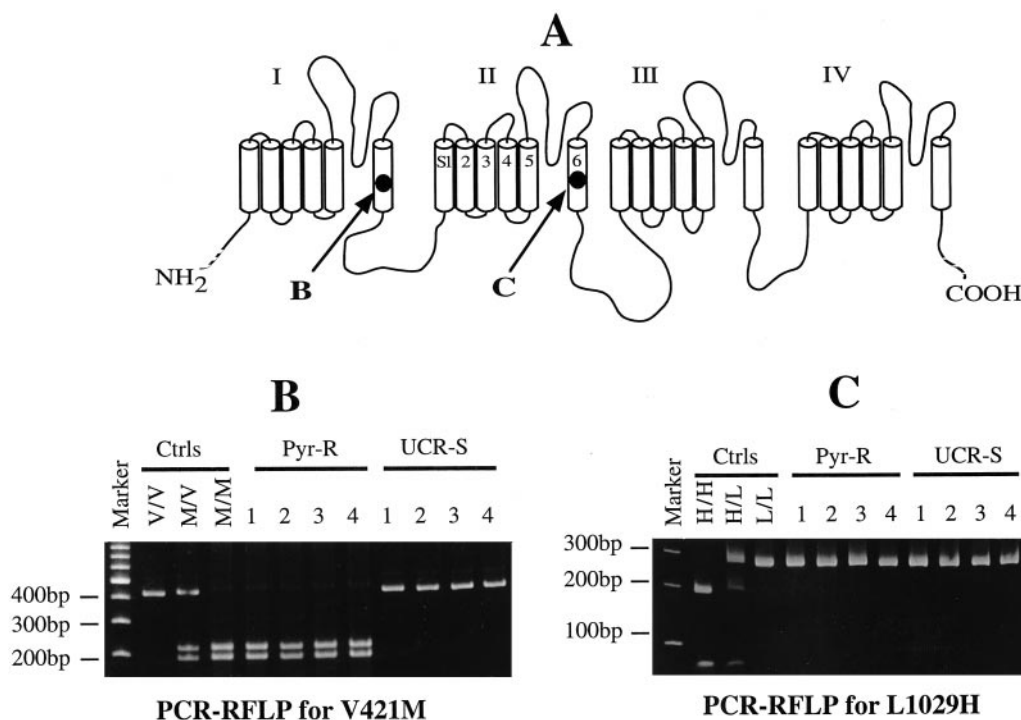 A
I II III IV
S1 2 3 4 5 6
NH2
B
C
COOH
B
Ctrls Pyr-R UCR-S
Marker V/V M/V M/M 1 2 3 4 1 2 3 4
400bp
300bp
200bp
PCR-RFLP for V421M
C
Ctrls Pyr-R UCR-S
Marker H/H H/L L/L 1 2 3 4 1 2 3 4
300bp
200bp
100bp
PCR-RFLP for L1029H